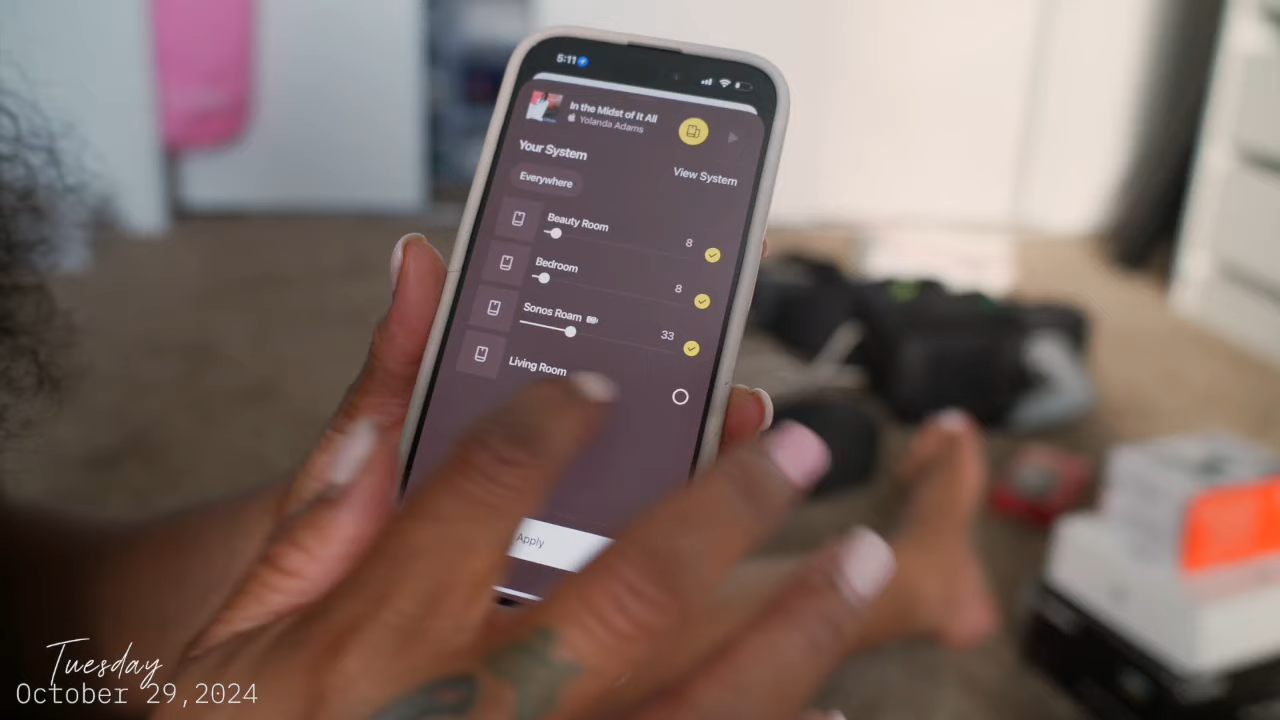 5:11
In the Midst of It All
Yolanda Adams
Your System
View System
Everywhere
Beauty Room
8
Bedroom
8
Sonos Roam
33
Living Room
Apply
Tuesday
October 29,2024